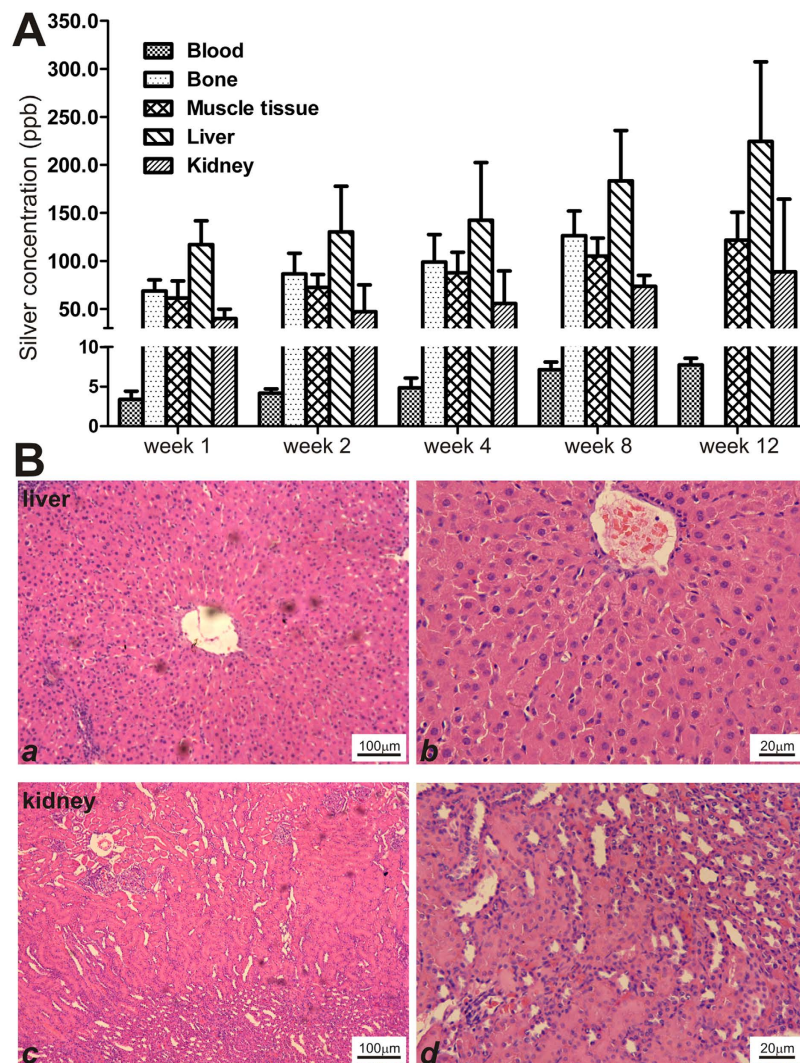 A
Silver concentration (ppb)
350.0
300.0
250.0
200.0
150.0
100.0
50.0
10
5
0
Blood
Bone
Muscle tissue
Liver
Kidney
week 1 week 2 week 4 week 8 week 12
B
liver
a
100μm
b
20μm
kidney
c
100μm
d
20μm